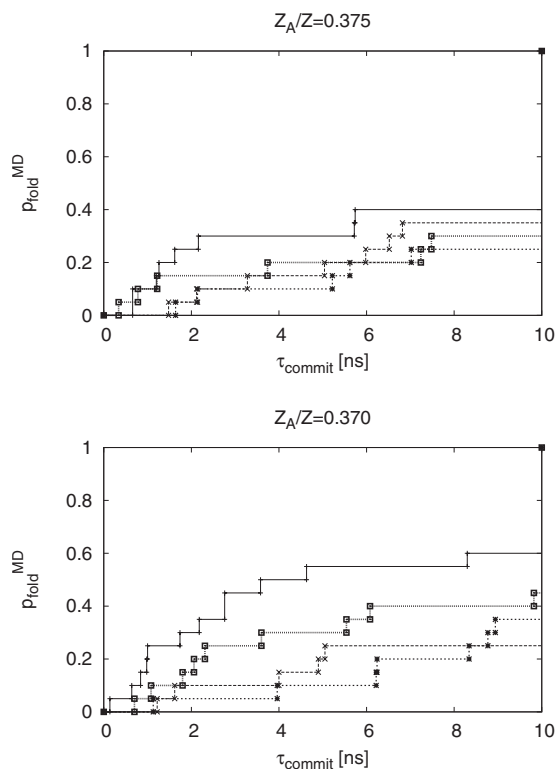 Z_A/Z=0.375
1
0.8
0.6
0.4
0.2
0
p_fold^MD
0 2 4 6 8 10
τ_commit [ns]
Z_A/Z=0.370
1
0.8
0.6
0.4
0.2
0
p_fold^MD
0 2 4 6 8 10
τ_commit [ns]